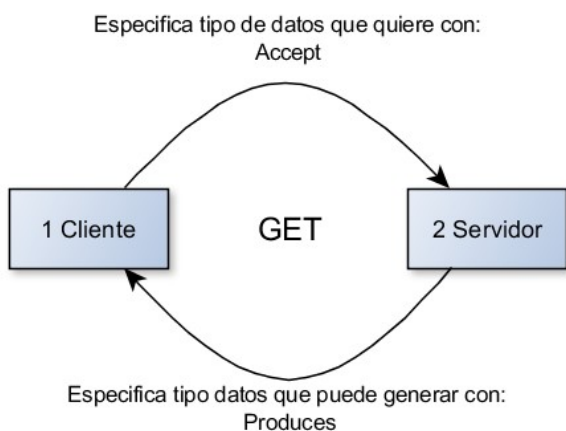 Especifica tipo de datos que quiere con:
Accept
1 Cliente
GET
2 Servidor
Especifica tipo datos que puede generar con:
Produces